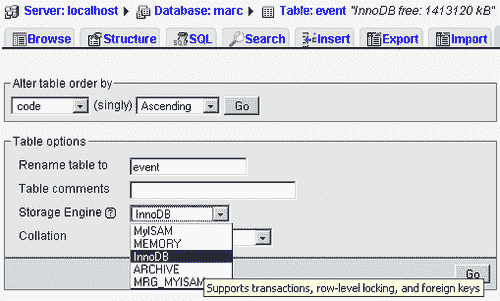 Server: localhost ▶ Database: marc ▶ Table: event "InnoDB free: 1413120 kB"
Browse Structure SQL Search Insert Export Import
Alter table order by
code (singly) Ascending Go
Table options
Rename table to event
Table comments
Storage Engine ? InnoDB
MyISAM
Collation
MEMORY
InnoDB
ARCHIVE
MRG_MYISAM
Go
Supports transactions, row-level locking, and foreign keys